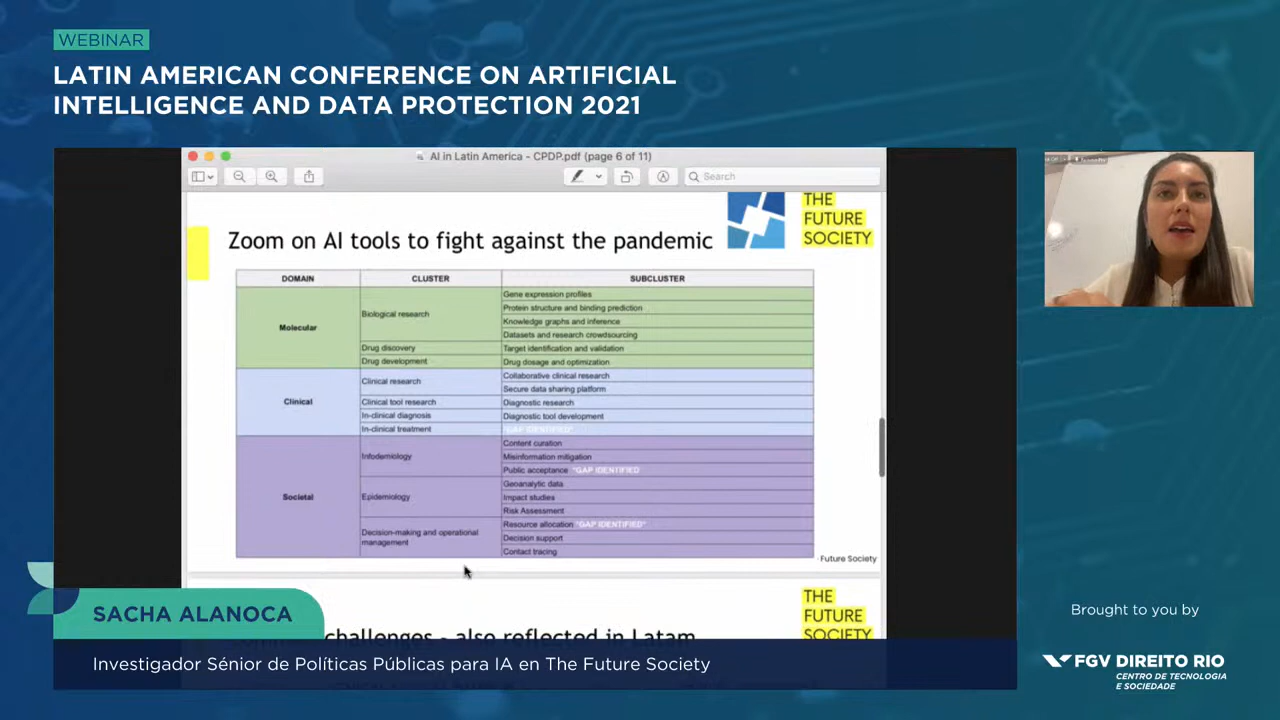 WEBINAR
LATIN AMERICAN CONFERENCE ON ARTIFICIAL
INTELLIGENCE AND DATA PROTECTION 2021
AI in Latin America - CPDP.pdf (page 6 of 11)
Search
THE
FUTURE
SOCIETY
Zoom on AI tools to fight against the pandemic
DOMAIN CLUSTER SUBCLUSTER
Molecular
Biological research
Gene expression profiles
Protein structure and binding prediction
Knowledge graphs and inference
Datasets and research crowdsourcing
Drug discovery Target identification and validation
Drug development Drug dosage and optimization
Clinical
Clinical research
Collaborative clinical research
Secure data sharing platform
Clinical tool research Diagnostic research
In-clinical diagnosis Diagnostic tool development
In-clinical treatment *GAP IDENTIFIED*
Societal
Infodemiology
Content curation
Misinformation mitigation
Public acceptance *GAP IDENTIFIED
Epidemiology
Geoanalytic data
Impact studies
Risk Assessment
Decision-making and operational
management
Resource allocation *GAP IDENTIFIED*
Decision support
Contact tracing
Future Society
THE
FUTURE
SOCIETY
challenges - also reflected in Latam
SACHA ALANOCA
Investigador Sénior de Políticas Públicas para IA en The Future Society
Brought to you by
FGV DIREITO RIO
CENTRO DE TECNOLOGIA
E SOCIEDADE